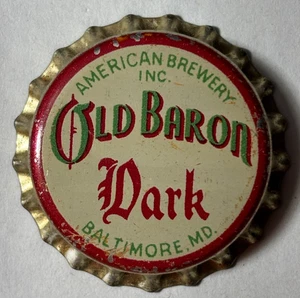 AMERICAN BREWERY
INC.
OLD BARON
Dark
BALTIMORE, MD.